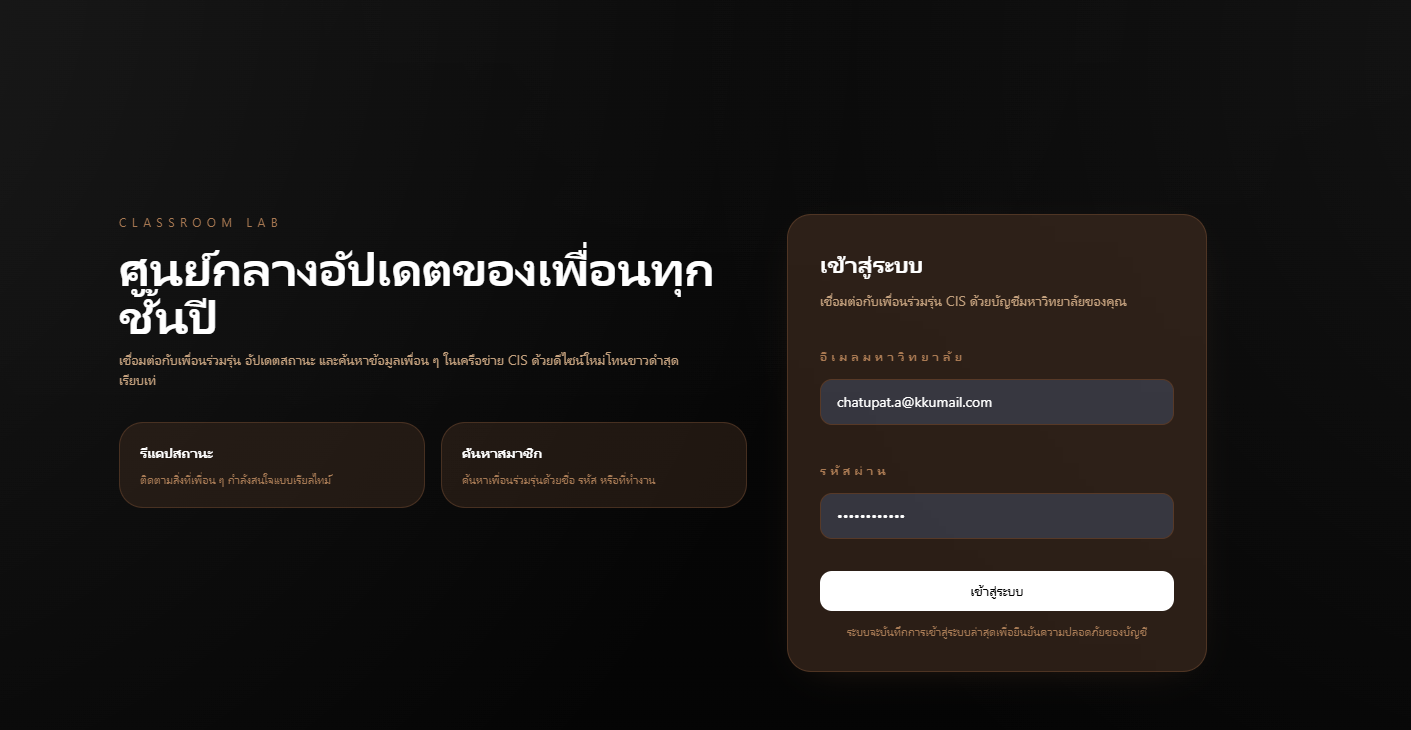 CLASSROOM LAB
ศูนย์กลางอัปเดตของเพื่อนทุก
ชั้นปี
เชื่อมต่อกับเพื่อนร่วมรุ่น อัปเดตสถานะ และค้นหาข้อมูลเพื่อน ๆ ในเครือข่าย CIS ด้วยดีไซน์ใหม่โทนขาวดำสุด
เรียบเท่
รีแคปสถานะ
ติดตามสิ่งที่เพื่อน ๆ กำลังสนใจแบบเรียลไทม์
ค้นหาสมาชิก
ค้นหาเพื่อนร่วมรุ่นด้วยชื่อ รหัส หรือที่ทำงาน
เข้าสู่ระบบ
เชื่อมต่อกับเพื่อนร่วมรุ่น CIS ด้วยบัญชีมหาวิทยาลัยของคุณ
อีเมลมหาวิทยาลัย
chatupat.a@kkumail.com
รหัสผ่าน
••••••••••••
เข้าสู่ระบบ
ระบบจะบันทึกการเข้าสู่ระบบล่าสุดเพื่อยืนยันความปลอดภัยของบัญชี